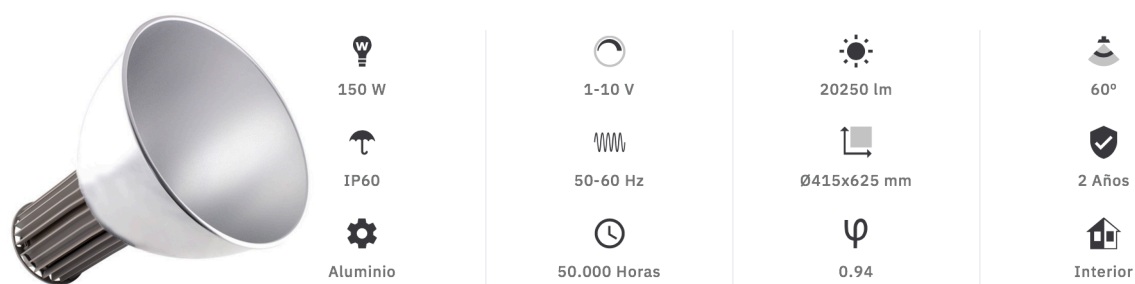 150 W
1-10 V
20250 lm
60º
IP60
50-60 Hz
Ø415x625 mm
2 Años
Aluminio
50.000 Horas
0.94
Interior